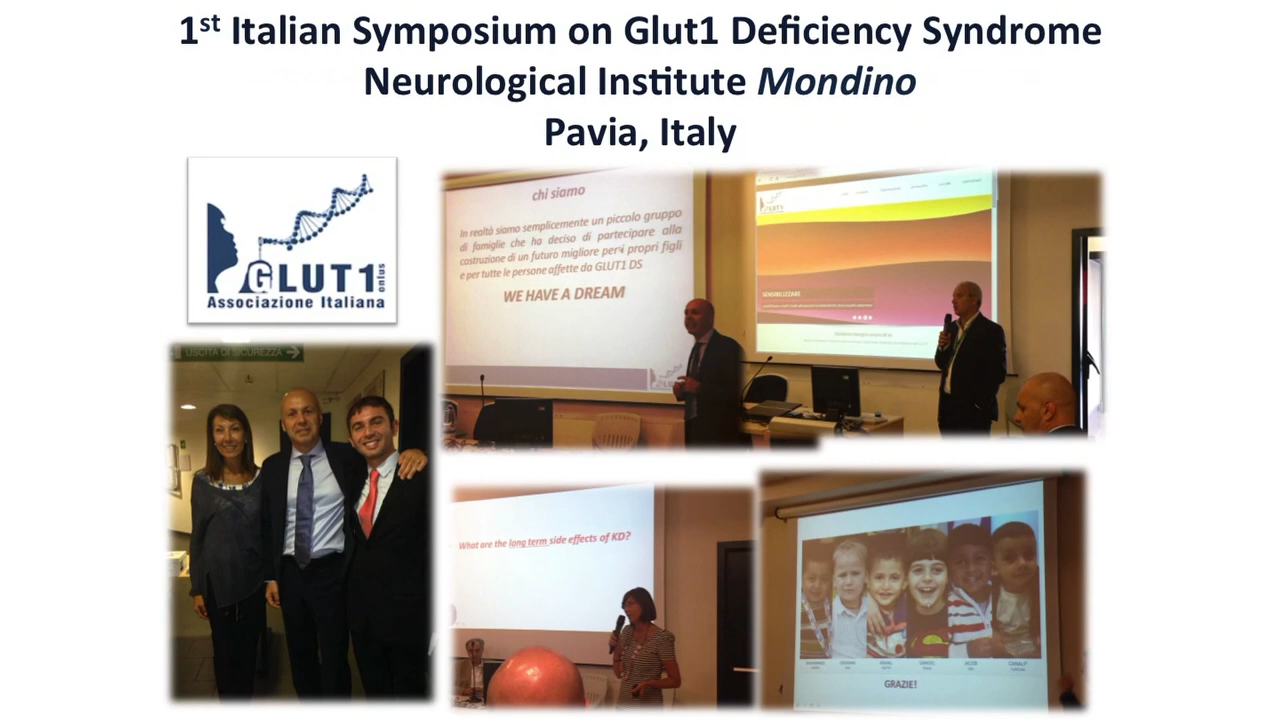 1st Italian Symposium on Glut1 Deficiency Syndrome
Neurological Institute Mondino
Pavia, Italy
GLUT1
onlus
Associazione Italiana
chi siamo
In realtà siamo semplicemente un piccolo gruppo
di famiglie che ha deciso di partecipare alla
costruzione di un futuro migliore per i propri figli
e per tutte le persone affette da GLUT1 DS
WE HAVE A DREAM
GLUT1
SENSIBILIZZARE
USCITA DI SICUREZZA
What are the long term side effects of KD?
GRAZIE!